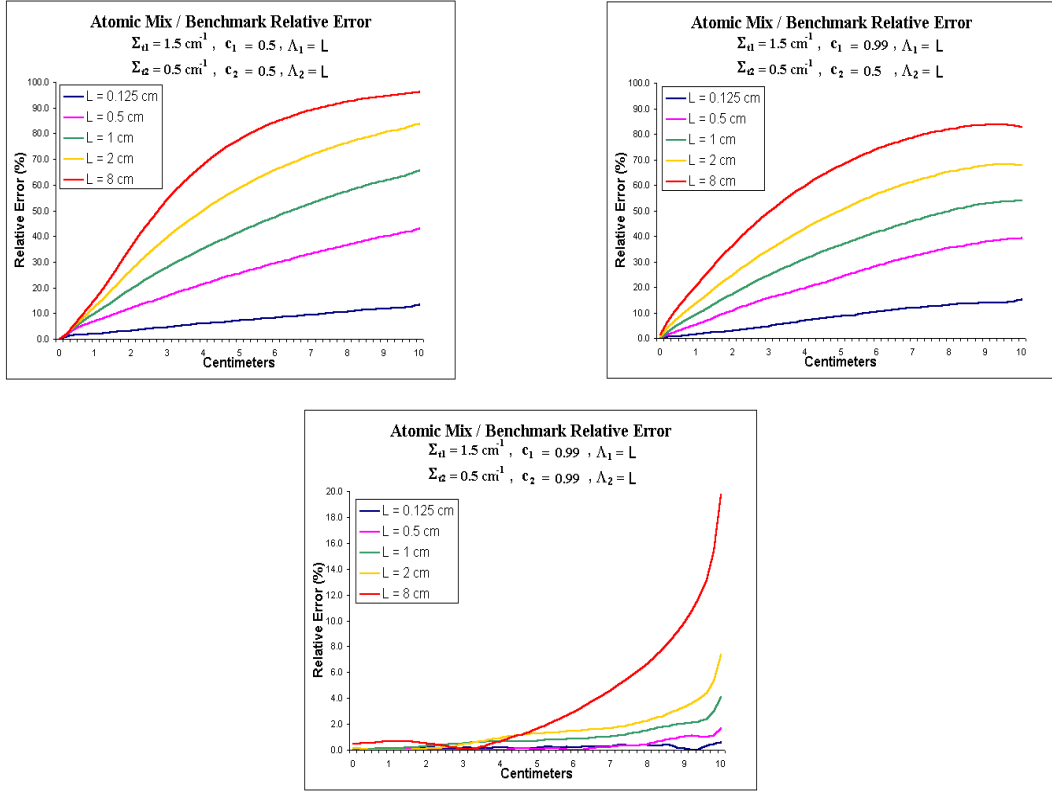 Atomic Mix / Benchmark Relative Error
Σt1 = 1.5 cm-1 , c1 = 0.5 , Λ1 = L
Σt2 = 0.5 cm-1 , c2 = 0.5 , Λ2 = L
Relative Error (%)
100.0
90.0
80.0
70.0
60.0
50.0
40.0
30.0
20.0
10.0
0.0
L = 0.125 cm
L = 0.5 cm
L = 1 cm
L = 2 cm
L = 8 cm
0 1 2 3 4 5 6 7 8 9 10
Centimeters
Atomic Mix / Benchmark Relative Error
Σt1 = 1.5 cm-1 , c1 = 0.99 , Λ1 = L
Σt2 = 0.5 cm-1 , c2 = 0.5 , Λ2 = L
Relative Error (%)
100.0
90.0
80.0
70.0
60.0
50.0
40.0
30.0
20.0
10.0
0.0
L = 0.125 cm
L = 0.5 cm
L = 1 cm
L = 2 cm
L = 8 cm
0 1 2 3 4 5 6 7 8 9 10
Centimeters
Atomic Mix / Benchmark Relative Error
Σt1 = 1.5 cm-1 , c1 = 0.99 , Λ1 = L
Σt2 = 0.5 cm-1 , c2 = 0.99 , Λ2 = L
Relative Error (%)
20.0
18.0
16.0
14.0
12.0
10.0
8.0
6.0
4.0
2.0
0.0
L = 0.125 cm
L = 0.5 cm
L = 1 cm
L = 2 cm
L = 8 cm
0 1 2 3 4 5 6 7 8 9 10
Centimeters